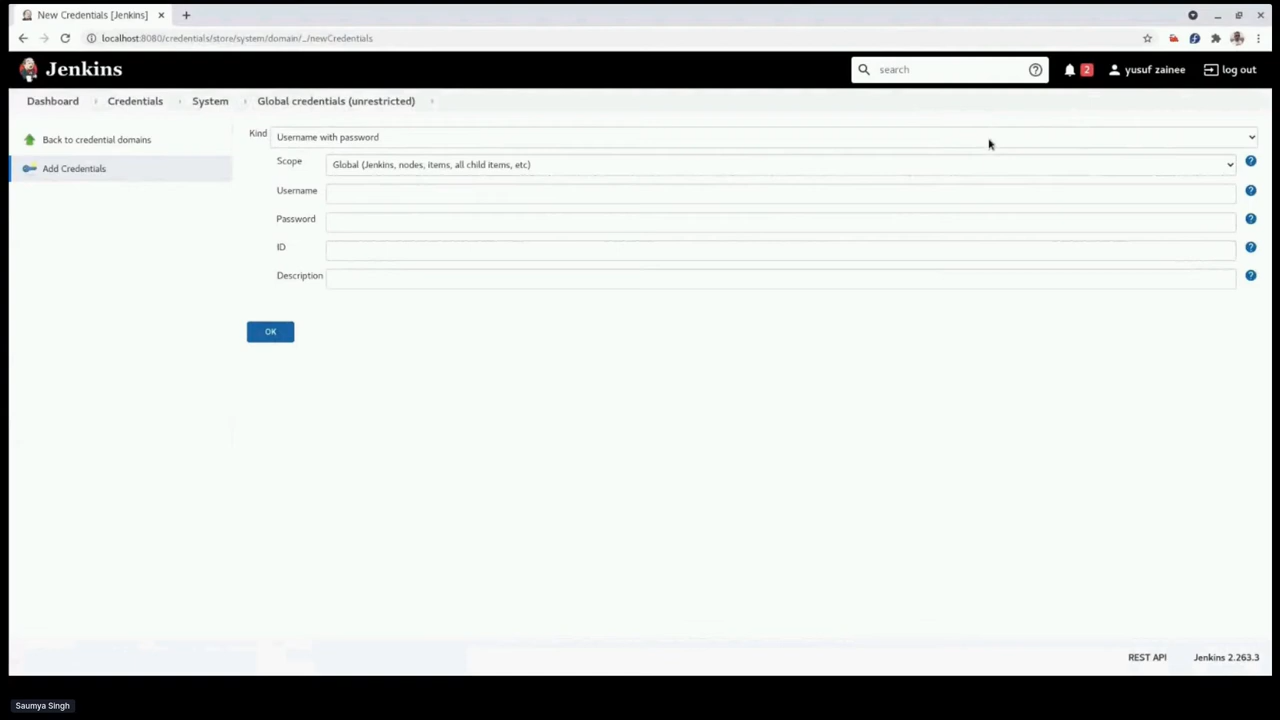 New Credentials [Jenkins]
localhost:8080/credentials/store/system/domain/_/newCredentials
Jenkins
search
2
yusuf zainee
log out
Dashboard
Credentials
System
Global credentials (unrestricted)
Back to credential domains
Add Credentials
Kind
Username with password
Scope
Global (Jenkins, nodes, items, all child items, etc)
Username
Password
ID
Description
OK
REST API
Jenkins 2.263.3
Saumya Singh